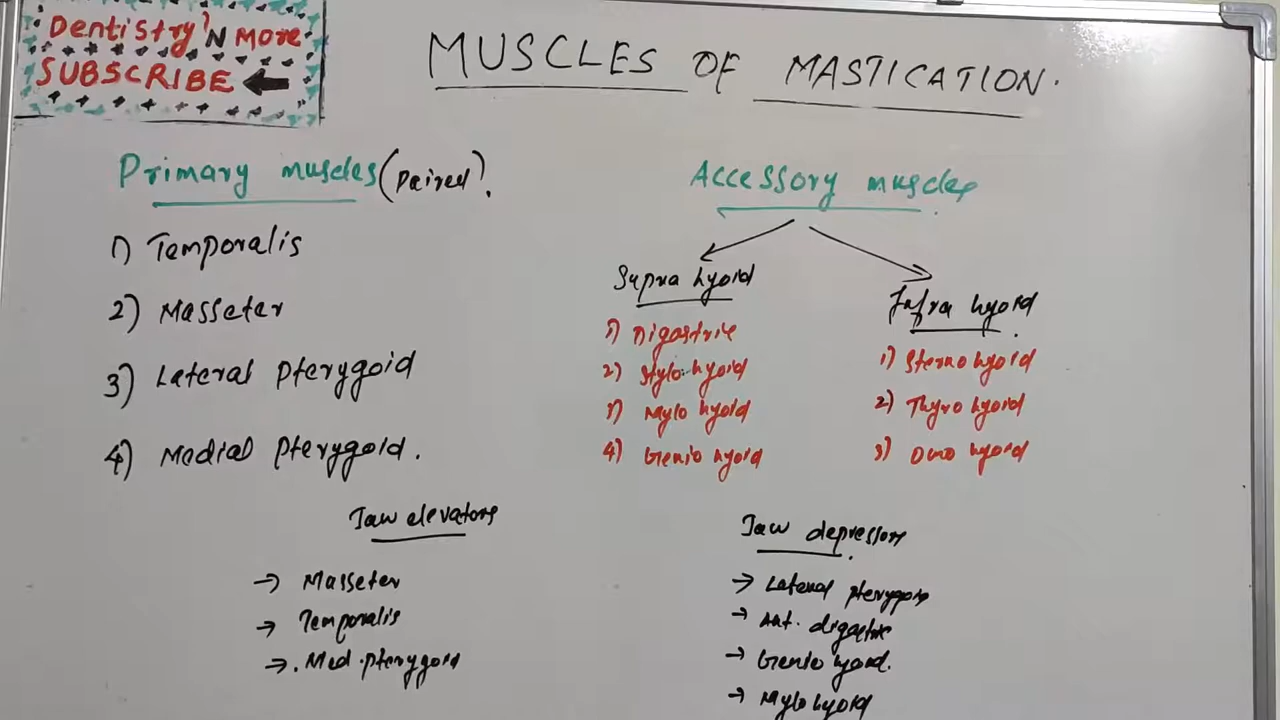 Dentistry 'N More
SUBSCRIBE
MUSCLES OF MASTICATION.
Primary muscles (Paired).
1) Temporalis
2) Masseter
3) Lateral Pterygoid
4) Medial Pterygoid.
Accessory muscles
Supra hyoid
1) Digastric
2) Stylo hyoid
3) Mylo hyoid
4) Genio hyoid
Infra hyoid
1) Sterno hyoid
2) Thyro hyoid
3) Omo hyoid
Jaw elevators
→ Masseter
→ Temporalis
→ Med. pterygoid
Jaw depressors
→ Lateral pterygoid
→ Ant. digastric
→ Genio hyoid.
→ Mylo hyoid